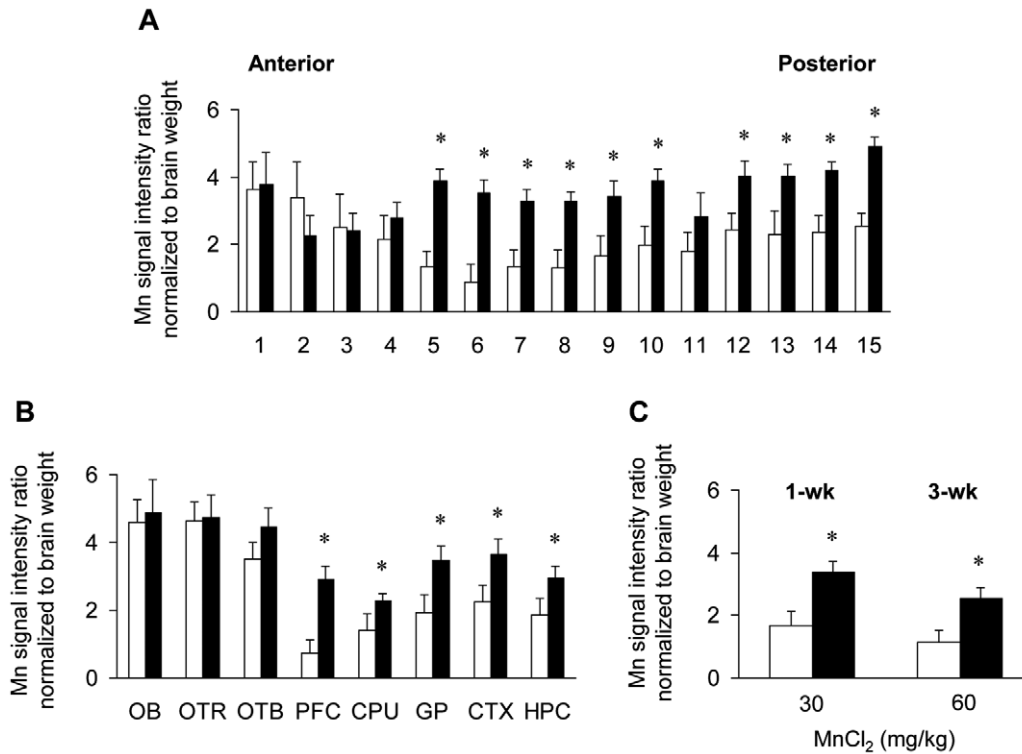 A
Anterior Posterior
Mn signal intensity ratio
normalized to brain weight
6
4
2
0
* * * * * * * * * *
1 2 3 4 5 6 7 8 9 10 11 12 13 14 15
B
Mn signal intensity ratio
normalized to brain weight
6
4
2
0
* * * * *
OB OTR OTB PFC CPU GP CTX HPC
C
Mn signal intensity ratio
normalized to brain weight
6
4
2
0
1-wk 3-wk
* *
30 60
MnCl₂ (mg/kg)